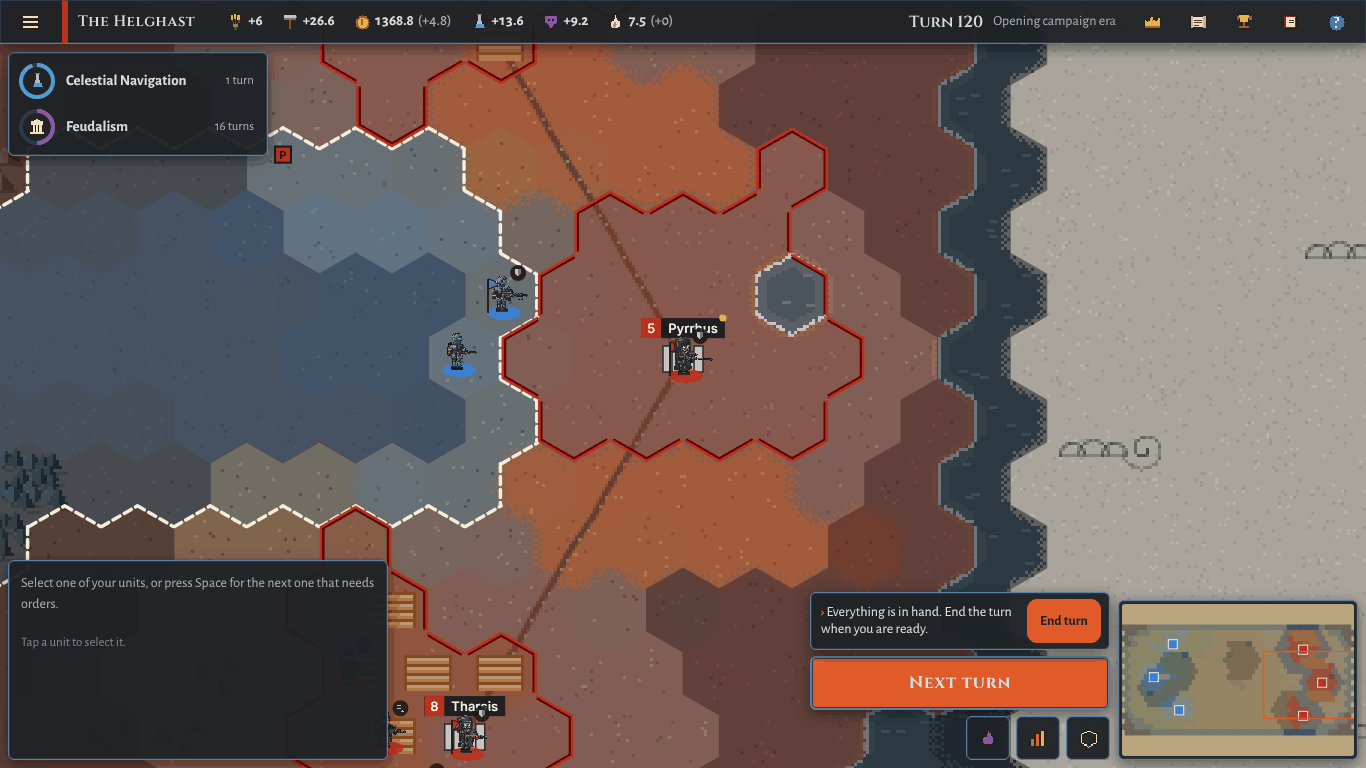 The Helghast
+6
+26.6
1368.8 (+4.8)
+13.6
+9.2
7.5 (+0)
Turn 120
Opening campaign era
Celestial Navigation
1 turn
Feudalism
16 turns
P
5 Pyrrhus
Select one of your units, or press Space for the next one that needs
orders.
Tap a unit to select it.
8 Tharsis
› Everything is in hand. End the turn
when you are ready.
End turn
Next turn